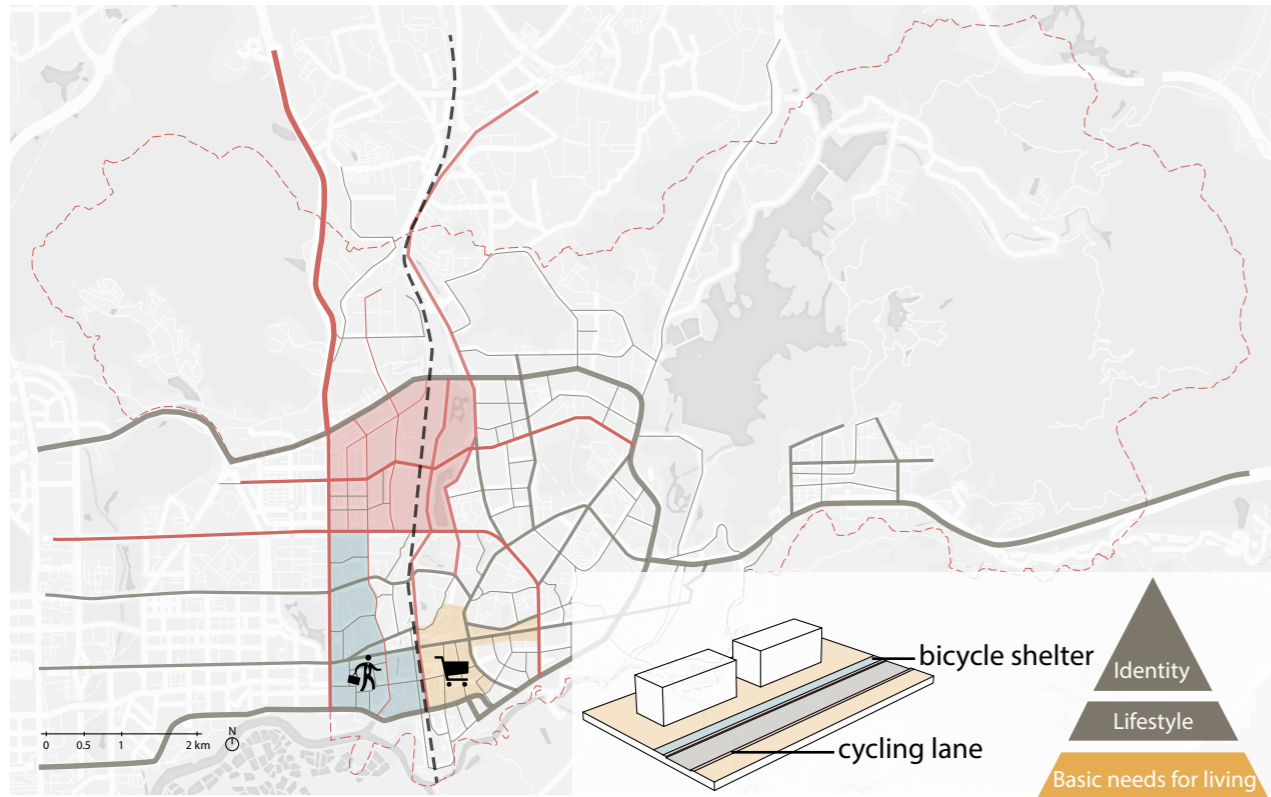 N
0 0.5 1 2 km
bicycle shelter
cycling lane
Identity
Lifestyle
Basic needs for living